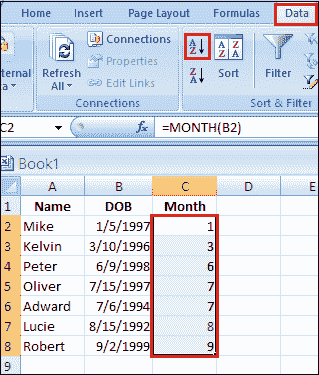 Home Insert Page Layout Formulas Data
Connections
Refresh All
Properties
Edit Links
Connections
A Z
Z A
A Z Z A
Sort
Filter
Sort & Filter
C2 fx =MONTH(B2)
Book1
A B C D E
1 Name DOB Month
2 Mike 1/5/1997 1
3 Kelvin 3/10/1996 3
4 Peter 6/9/1998 6
5 Oliver 7/15/1997 7
6 Adward 7/6/1994 7
7 Lucie 8/15/1992 8
8 Robert 9/2/1999 9
9